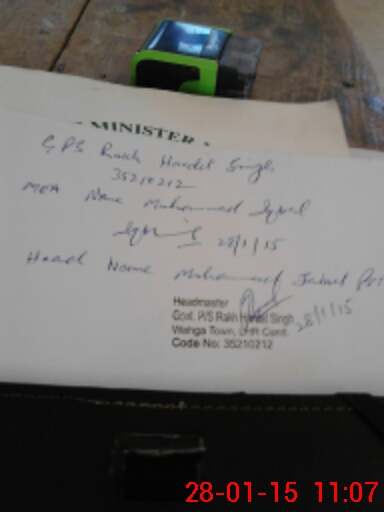 MINISTER
GPS Rakh Handel Singh
35210212
MEA Name Muhammad Iqbal
28/1/15
Head Name Muhammad
Headmaster
Govt. P/S Rakh Handel Singh
28/1/15
Wahga Town, LHR Cantt.
Code No: 35210212
28-01-15 11:07